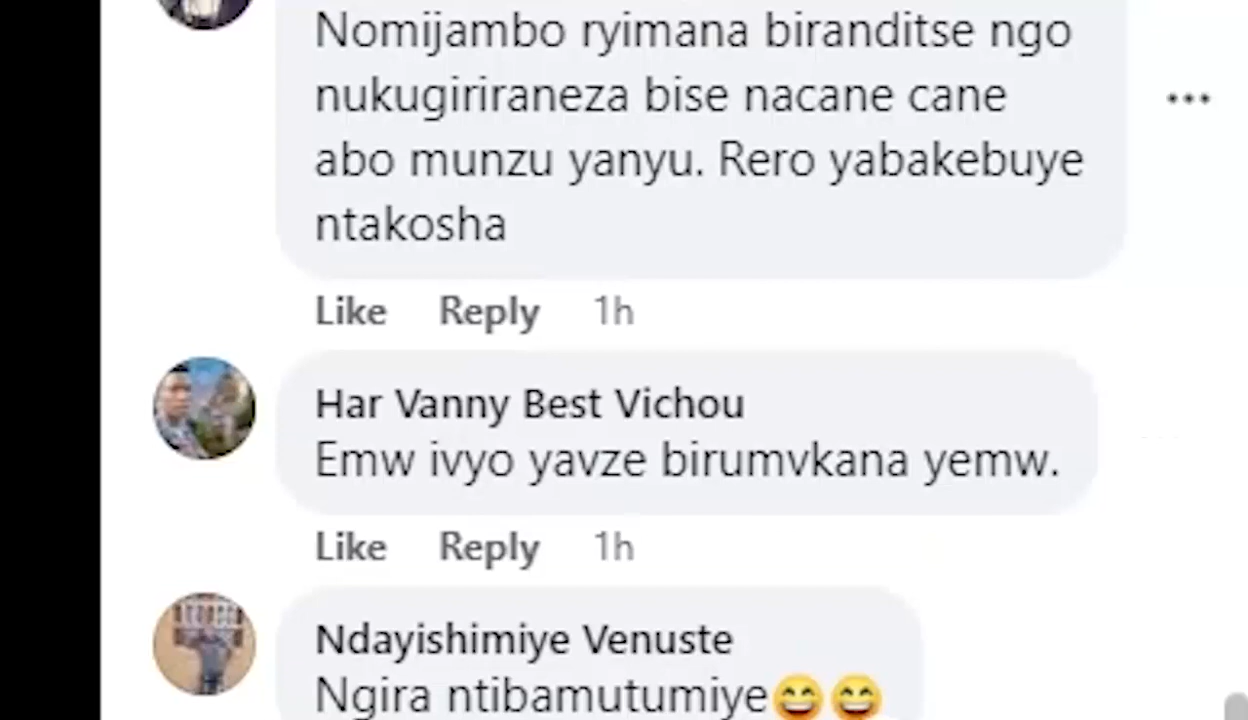 Nomijambo ryimana biranditse ngo
nukugiriraneza bise nacane cane
abo munzu yanyu. Rero yabakebuye
ntakosha
Like Reply 1h
Har Vanny Best Vichou
Emw ivyo yavze birumvkana yemw.
Like Reply 1h
Ndayishimiye Venuste
Ngira ntibamutumiye😄😄